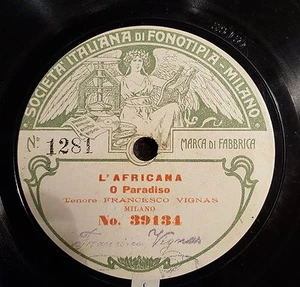 SOCIETÀ ITALIANA DI FONOTIPIA - MILANO
No 1281
MARCA DI FABBRICA
L'AFRICANA
O Paradiso
Tenore FRANCESCO VIGNAS
MILANO
No. 39134
Francisco Vignas